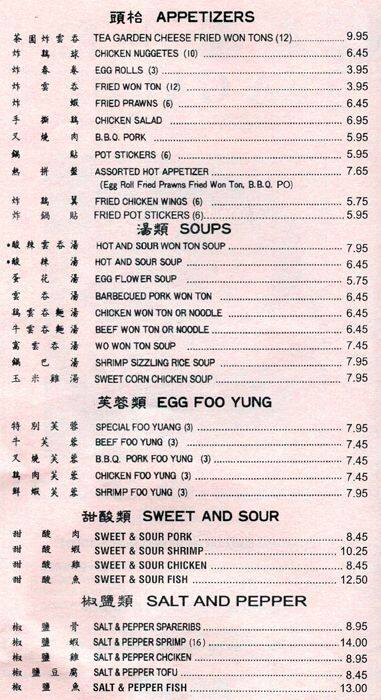 頭枱 APPETIZERS
茶園炸雲吞 TEA GARDEN CHEESE FRIED WON TONS (12) 9.95
炸鷄球 CHICKEN NUGGETES (10) 6.45
炸春卷 EGG ROLLS (3) 3.95
炸雲吞 FRIED WON TON (12) 3.95
炸蝦 FRIED PRAWNS (6) 6.45
手撕鷄 CHICKEN SALAD 6.95
叉燒肉 B.B.Q. PORK 5.95
鍋貼 POT STICKERS (6) 5.95
熱拼盤 ASSORTED HOT APPETIZER 7.65
(Egg Roll Fried Prawns Fried Won Ton, B.B.Q. PO)
炸鷄翼 FRIED CHICKEN WINGS (6) 5.75
炸鍋貼 FRIED POT STICKERS (6) 5.95
湯類 SOUPS
•酸辣雲吞湯 HOT AND SOUR WON TON SOUP 7.95
•酸辣湯 HOT AND SOUR SOUP 6.45
蛋花湯 EGG FLOWER SOUP 5.75
雲吞湯 BARBECUED PORK WON TON 6.45
鷄雲吞麵湯 CHICKEN WON TON OR NOODLE 6.45
牛雲吞麵湯 BEEF WON TON OR NOODLE 6.45
窩雲吞湯 WO WON TON SOUP 7.45
鍋巴湯 SHRIMP SIZZLING RICE SOUP 7.95
玉米雞湯 SWEET CORN CHICKEN SOUP 7.95
芙蓉類 EGG FOO YUNG
特別芙蓉 SPECIAL FOO YUANG (3) 7.95
牛芙蓉 BEEF FOO YUNG (3) 7.45
叉燒芙蓉 B.B.Q. PORK FOO YUNG (3) 7.45
鷄肉芙蓉 CHICKEN FOO YUNG (3) 7.45
鮮蝦芙蓉 SHRIMP FOO YUNG (3) 7.95
甜酸類 SWEET AND SOUR
甜酸肉 SWEET & SOUR PORK 8.45
甜酸蝦 SWEET & SOUR SHRIMP 10.25
甜酸雞 SWEET & SOUR CHICKEN 8.45
甜酸魚 SWEET & SOUR FISH 12.50
椒鹽類 SALT AND PEPPER
椒鹽骨 SALT & PEPPER SPARERIBS 8.95
椒鹽蝦 SALT & PEPPER SPRIMP (16) 14.00
椒鹽雞 SALT & PEPPER CHCIKEN 8.95
椒鹽豆腐 SALT & PEPPER TOFU 8.45
椒鹽魚 SALT & PEPPER FISH 13.00